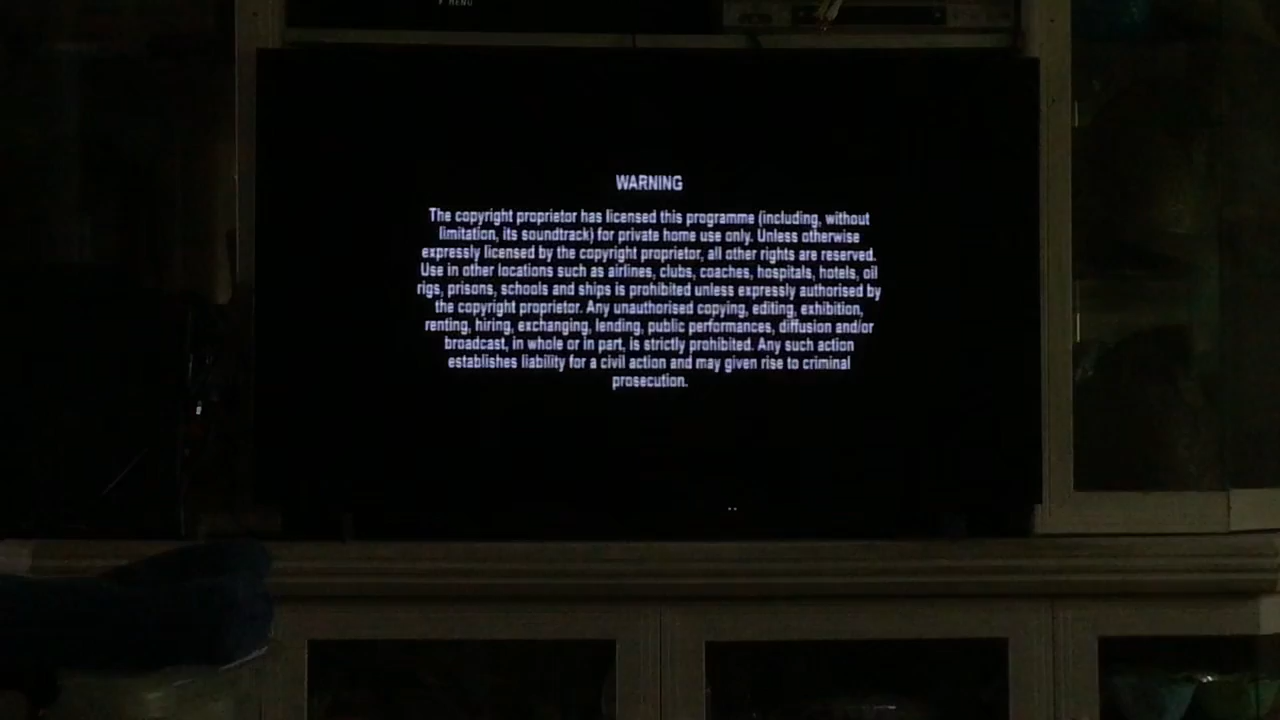 MENU
WARNING
The copyright proprietor has licensed this programme (including, without
limitation, its soundtrack) for private home use only. Unless otherwise
expressly licensed by the copyright proprietor, all other rights are reserved.
Use in other locations such as airlines, clubs, coaches, hospitals, hotels, oil
rigs, prisons, schools and ships is prohibited unless expressly authorised by
the copyright proprietor. Any unauthorised copying, editing, exhibition,
renting, hiring, exchanging, lending, public performances, diffusion and/or
broadcast, in whole or in part, is strictly prohibited. Any such action
establishes liability for a civil action and may given rise to criminal
prosecution.